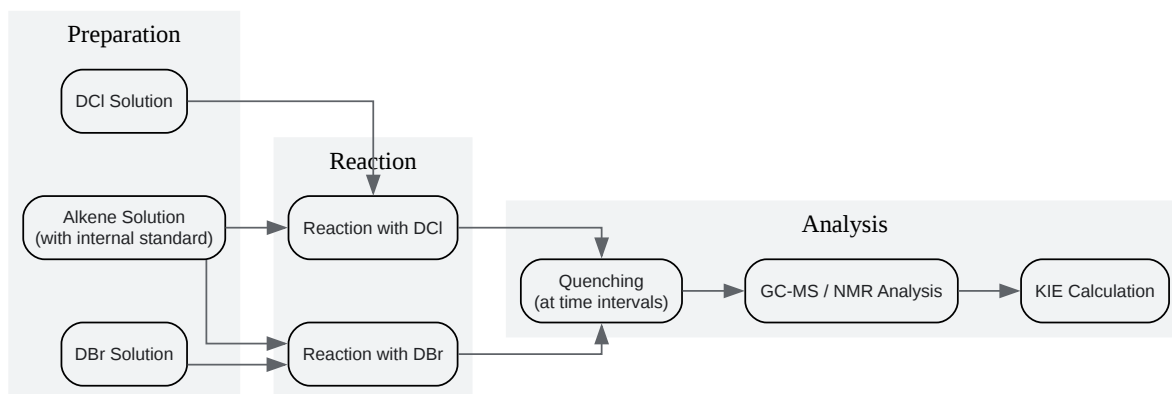 Preparation
DCl Solution
Alkene Solution
(with internal standard)
DBr Solution
Reaction
Reaction with DCl
Reaction with DBr
Analysis
Quenching
(at time intervals)
GC-MS / NMR Analysis
KIE Calculation